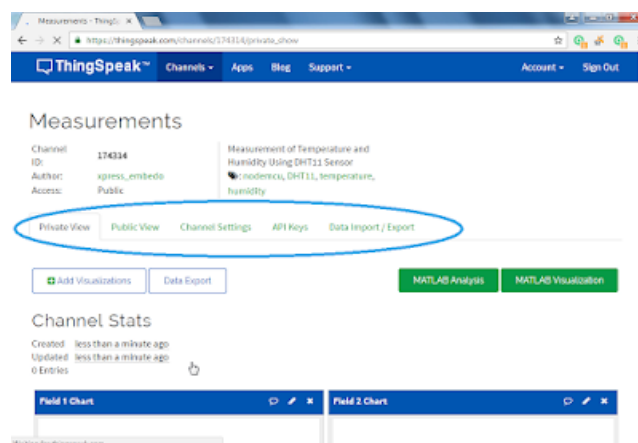 Measurements - ThingSp
https://thingspeak.com/channels/174314/private_show
ThingSpeak™ Channels Apps Blog Support Account Sign Out
Measurements
Channel ID: 174314
Author: xpress_embedo
Access: Public
Measurement of Temperature and
Humidity Using DHT11 Sensor
nodemcu, DHT11, temperature,
humidity
Private View Public View Channel Settings API Keys Data Import / Export
Add Visualizations Data Export MATLAB Analysis MATLAB Visualization
Channel Stats
Created less than a minute ago
Updated less than a minute ago
0 Entries
Field 1 Chart Field 2 Chart